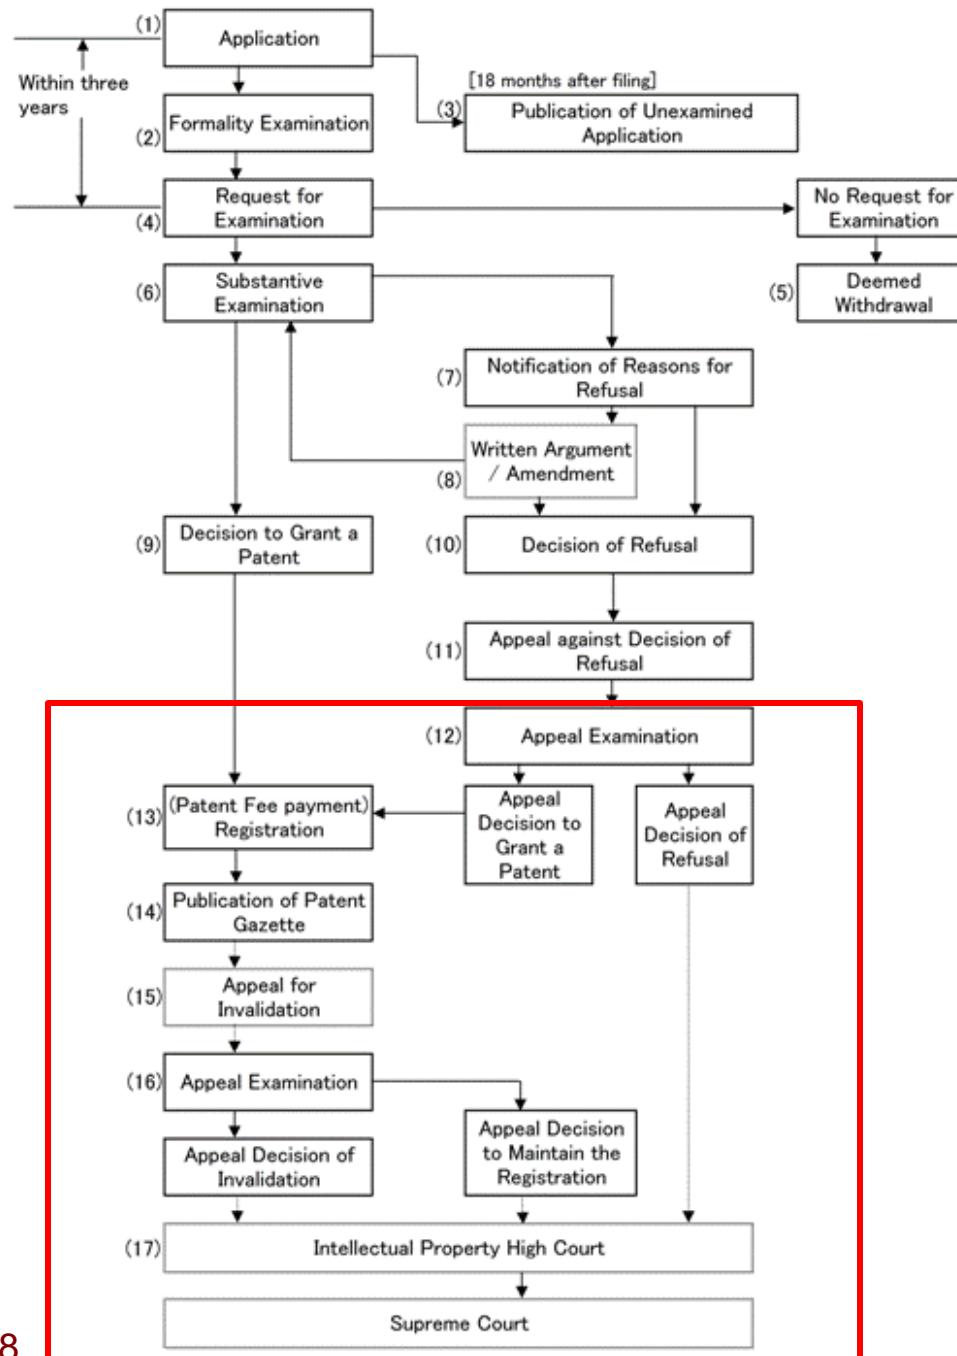 (1)
Application
Within three
years
[18 months after filing]
(3)
Publication of Unexamined
Application
(2)
Formality Examination
(4)
Request for
Examination
No Request for
Examination
(6)
Substantive
Examination
(5)
Deemed
Withdrawal
(7)
Notification of Reasons for
Refusal
(8)
Written Argument
/ Amendment
(9)
Decision to Grant a
Patent
(10)
Decision of Refusal
(11)
Appeal against Decision of
Refusal
(12)
Appeal Examination
(13)
(Patent Fee payment)
Registration
Appeal
Decision to
Grant a
Patent
Appeal
Decision of
Refusal
(14)
Publication of Patent
Gazette
(15)
Appeal for
Invalidation
(16)
Appeal Examination
Appeal Decision of
Invalidation
Appeal Decision
to Maintain the
Registration
(17)
Intellectual Property High Court
Supreme Court
8